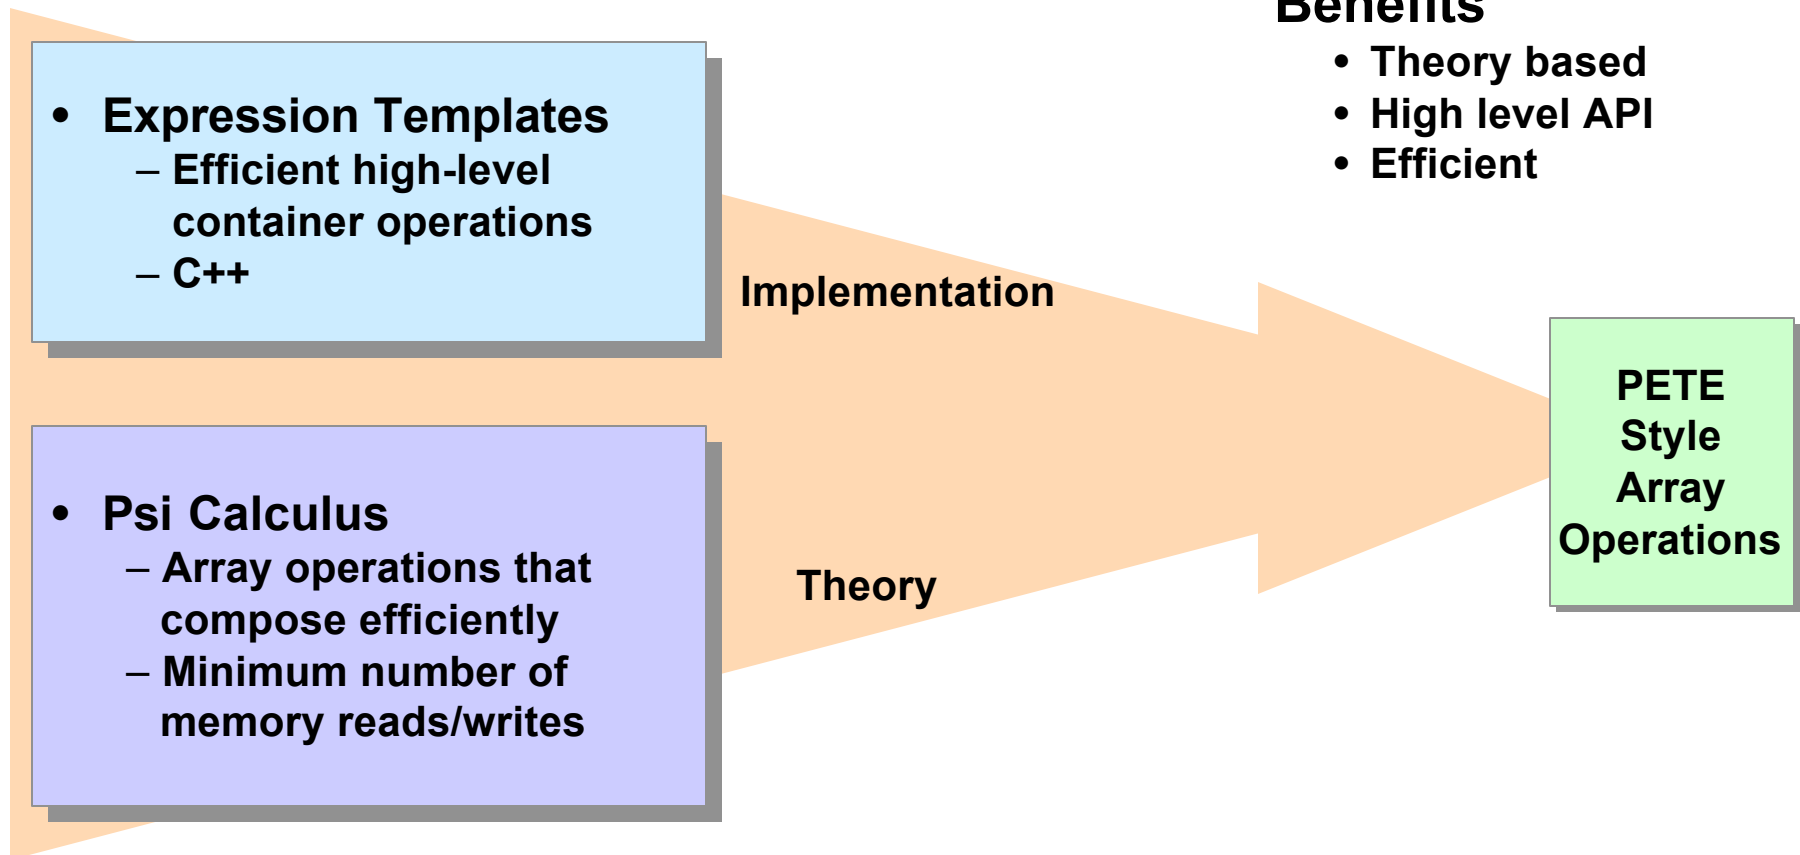 Benefits
• Theory based
• High level API
• Efficient
• Expression Templates
– Efficient high-level
container operations
– C++
Implementation
PETE
Style
Array
Operations
• Psi Calculus
– Array operations that
compose efficiently
– Minimum number of
memory reads/writes
Theory